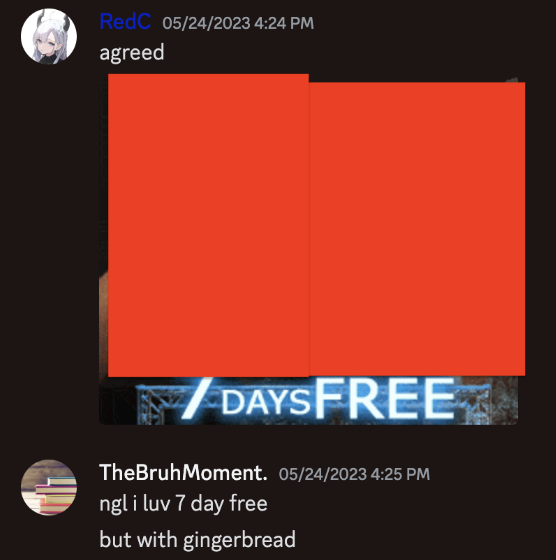 RedC 05/24/2023 4:24 PM
agreed
7 DAYS FREE
TheBruhMoment. 05/24/2023 4:25 PM
ngl i luv 7 day free
but with gingerbread